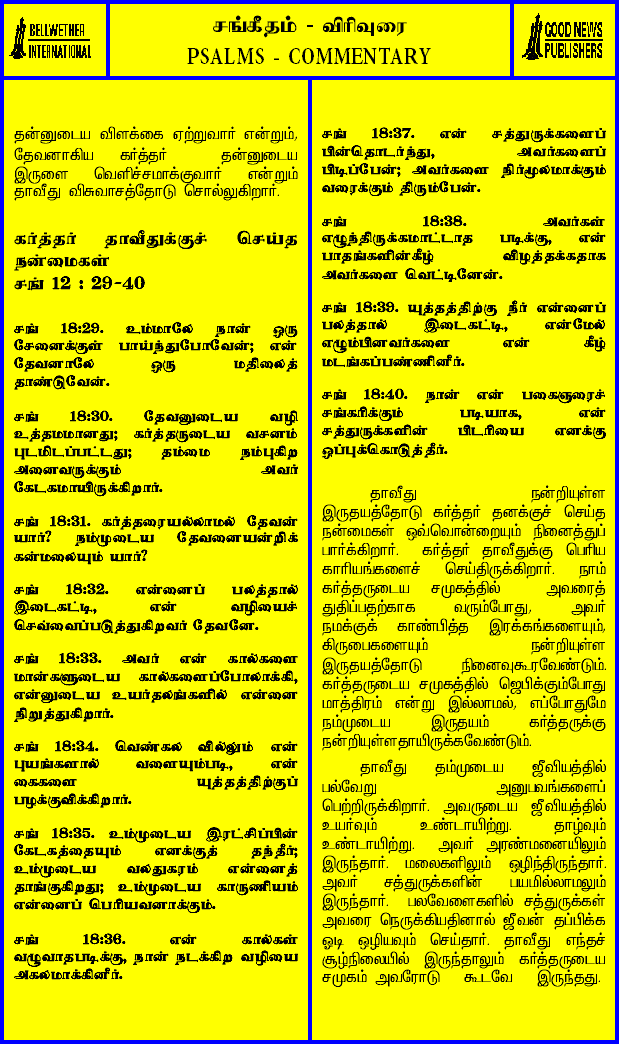 BELLWETHER
INTERNATIONAL
சங்கீதம் - விரிவுரை
PSALMS - COMMENTARY
GOOD NEWS
PUBLISHERS
தன்னுடைய விளக்கை ஏற்றுவார் என்றும்,
தேவனாகிய கர்த்தர் தன்னுடைய
இருளை வெளிச்சமாக்குவார் என்றும்
தாவீது விசுவாசத்தோடு சொல்லுகிறார்.
கர்த்தர் தாவீதுக்குச் செய்த
நன்மைகள்
சங் 12 : 29-40
சங் 18:29. உம்மாலே நான் ஒரு
சேனைக்குள் பாய்ந்துபோவேன்; என்
தேவனாலே ஒரு மதிலைத்
தாண்டுவேன்.
சங் 18:30. தேவனுடைய வழி
உத்தமமானது; கர்த்தருடைய வசனம்
புடமிடப்பட்டது; தம்மை நம்புகிற
அனைவருக்கும் அவர்
கேடகமாயிருக்கிறார்.
சங் 18:31. கர்த்தரையல்லாமல் தேவன்
யார்? நம்முடைய தேவனையன்றிக்
கன்மலையும் யார்?
சங் 18:32. என்னைப் பலத்தால்
இடைகட்டி, என் வழியைச்
செவ்வைப்படுத்துகிறவர் தேவனே.
சங் 18:33. அவர் என் கால்களை
மான்களுடைய கால்களைப்போலாக்கி,
என்னுடைய உயர்தலங்களில் என்னை
நிறுத்துகிறார்.
சங் 18:34. வெண்கல வில்லும் என்
புயங்களால் வளையும்படி, என்
கைகளை யுத்தத்திற்குப்
பழக்குவிக்கிறார்.
சங் 18:35. உம்முடைய இரட்சிப்பின்
கேடகத்தையும் எனக்குத் தந்தீர்;
உம்முடைய வலதுகரம் என்னைத்
தாங்குகிறது; உம்முடைய காருணியம்
என்னைப் பெரியவனாக்கும்.
சங் 18:36. என் கால்கள்
வழுவாதபடிக்கு, நான் நடக்கிற வழியை
அகலமாக்கினீர்.
சங் 18:37. என் சத்துருக்களைப்
பின்தொடர்ந்து, அவர்களைப்
பிடிப்பேன்; அவர்களை நிர்மூலமாக்கும்
வரைக்கும் திரும்பேன்.
சங் 18:38. அவர்கள்
எழுந்திருக்கமாட்டாத படிக்கு, என்
பாதங்களின்கீழ் விழத்தக்கதாக
அவர்களை வெட்டினேன்.
சங் 18:39. யுத்தத்திற்கு நீர் என்னைப்
பலத்தால் இடைகட்டி, என்மேல்
எழும்பினவர்களை என் கீழ்
மடங்கப்பண்ணினீர்.
சங் 18:40. நான் என் பகைஞரைச்
சங்கரிக்கும் படியாக, என்
சத்துருக்களின் பிடரியை எனக்கு
ஒப்புக்கொடுத்தீர்.
தாவீது நன்றியுள்ள
இருதயத்தோடு கர்த்தர் தனக்குச் செய்த
நன்மைகள் ஒவ்வொன்றையும் நினைத்துப்
பார்க்கிறார். கர்த்தர் தாவீதுக்கு பெரிய
காரியங்களைச் செய்திருக்கிறார். நாம்
கர்த்தருடைய சமுகத்தில் அவரைத்
துதிப்பதற்காக வரும்போது, அவர்
நமக்குக் காண்பித்த இரக்கங்களையும்,
கிருபைகளையும் நன்றியுள்ள
இருதயத்தோடு நினைவுகூரவேண்டும்.
கர்த்தருடைய சமுகத்தில் ஜெபிக்கும்போது
மாத்திரம் என்று இல்லாமல், எப்போதுமே
நம்முடைய இருதயம் கர்த்தருக்கு
நன்றியுள்ளதாயிருக்கவேண்டும்.
தாவீது தம்முடைய ஜீவியத்தில்
பல்வேறு அனுபவங்களைப்
பெற்றிருக்கிறார். அவருடைய ஜீவியத்தில்
உயர்வும் உண்டாயிற்று. தாழ்வும்
உண்டாயிற்று. அவர் அரண்மனையிலும்
இருந்தார். மலைகளிலும் ஒழிந்திருந்தார்.
அவர் சத்துருக்களின் பயமில்லாமலும்
இருந்தார். பலவேளைகளில் சத்துருக்கள்
அவரை நெருக்கியதினால் ஜீவன் தப்பிக்க
ஓடி ஒழியவும் செய்தார். தாவீது எந்தச்
சூழ்நிலையில் இருந்தாலும் கர்த்தருடைய
சமுகம் அவரோடு கூடவே இருந்தது.